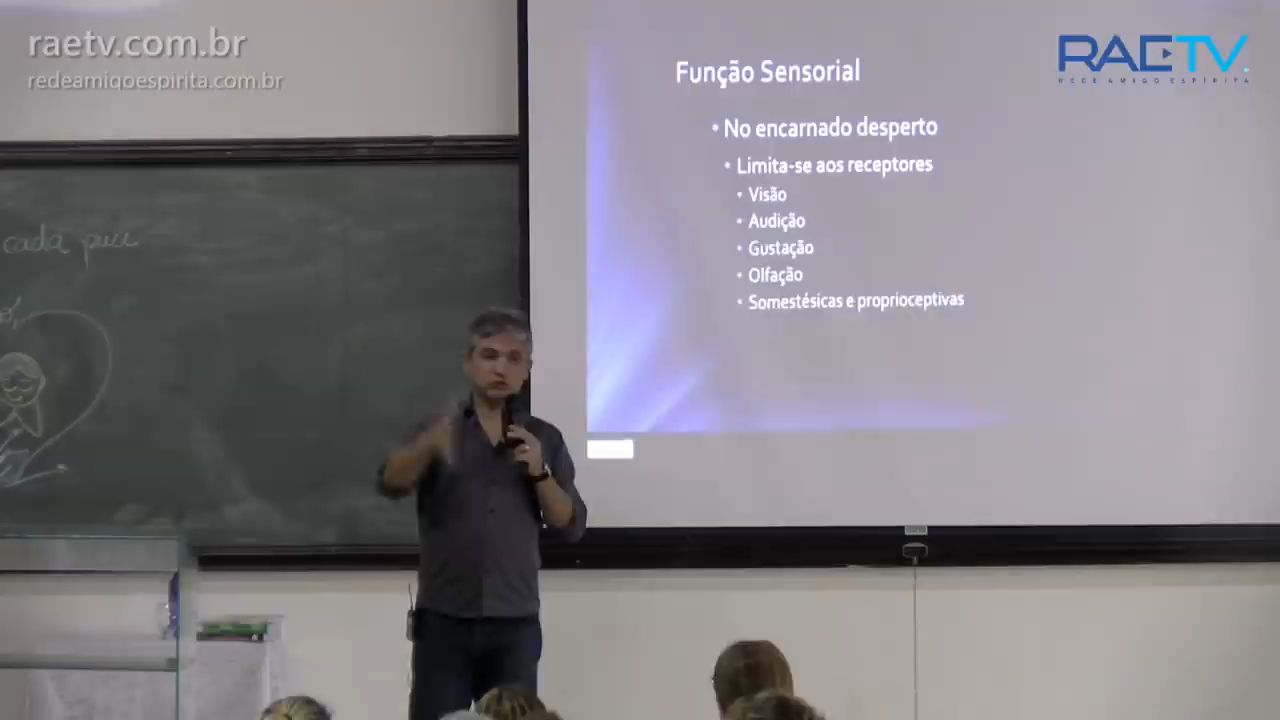 raetv.com.br
redeamigoespirita.com.br
RAETV.
REDE AMIGO ESPÍRITA
Função Sensorial
• No encarnado desperto
• Limita-se aos receptores
• Visão
• Audição
• Gustação
• Olfação
• Somestésicas e proprioceptivas
cada